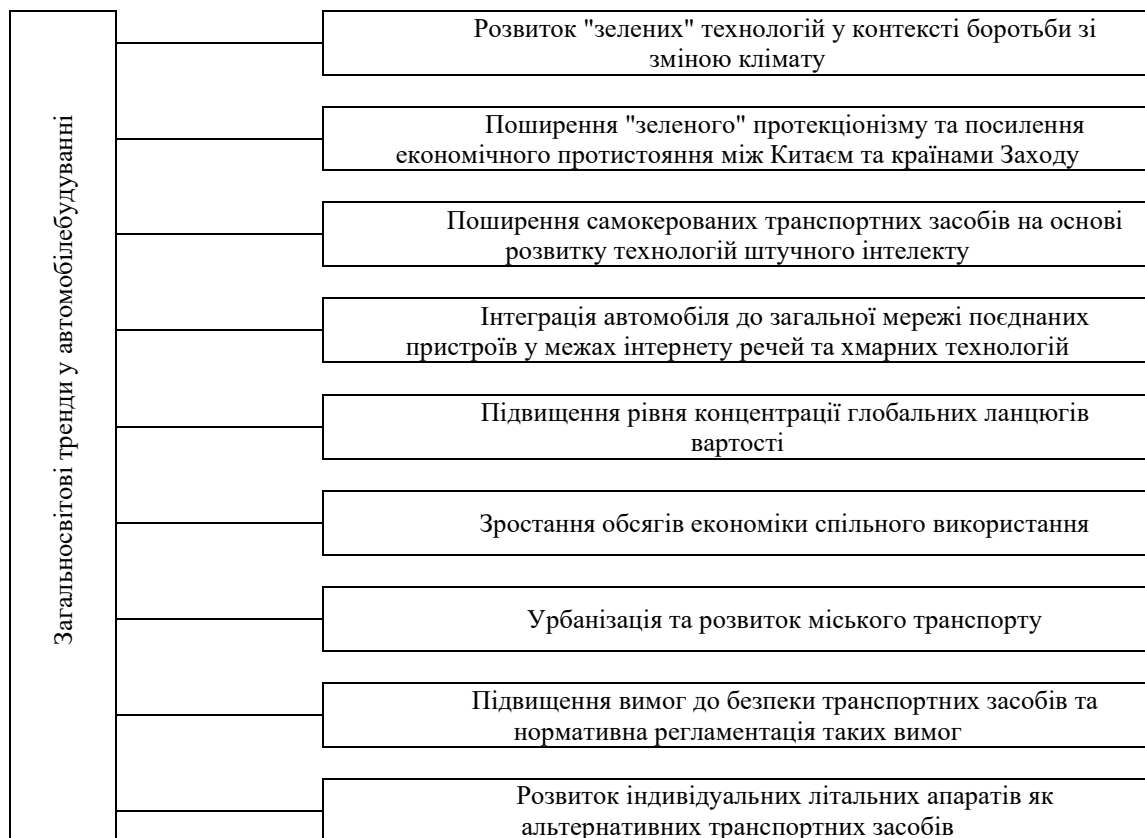 Загальносвітові тренди у автомобілебудуванні
Розвиток "зелених" технологій у контексті боротьби зі
зміною клімату
Поширення "зеленого" протекціонізму та посилення
економічного протистояння між Китаєм та країнами Заходу
Поширення самокерованих транспортних засобів на основі
розвитку технологій штучного інтелекту
Інтеграція автомобіля до загальної мережі поєднаних
пристроїв у межах інтернету речей та хмарних технологій
Підвищення рівня концентрації глобальних ланцюгів
вартості
Зростання обсягів економіки спільного використання
Урбанізація та розвиток міського транспорту
Підвищення вимог до безпеки транспортних засобів та
нормативна регламентація таких вимог
Розвиток індивідуальних літальних апаратів як
альтернативних транспортних засобів